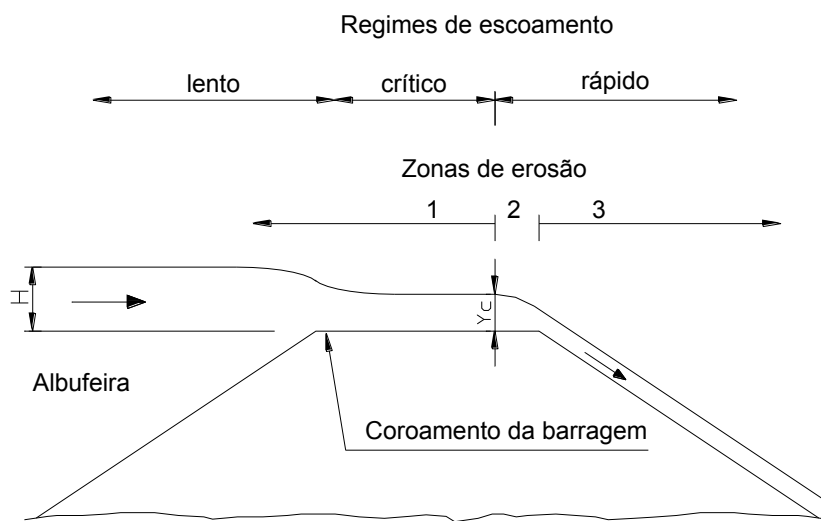 Regimes de escoamento
lento crítico rápido
Zonas de erosão
1 2 3
H
Yc
Albufeira
Coroamento da barragem